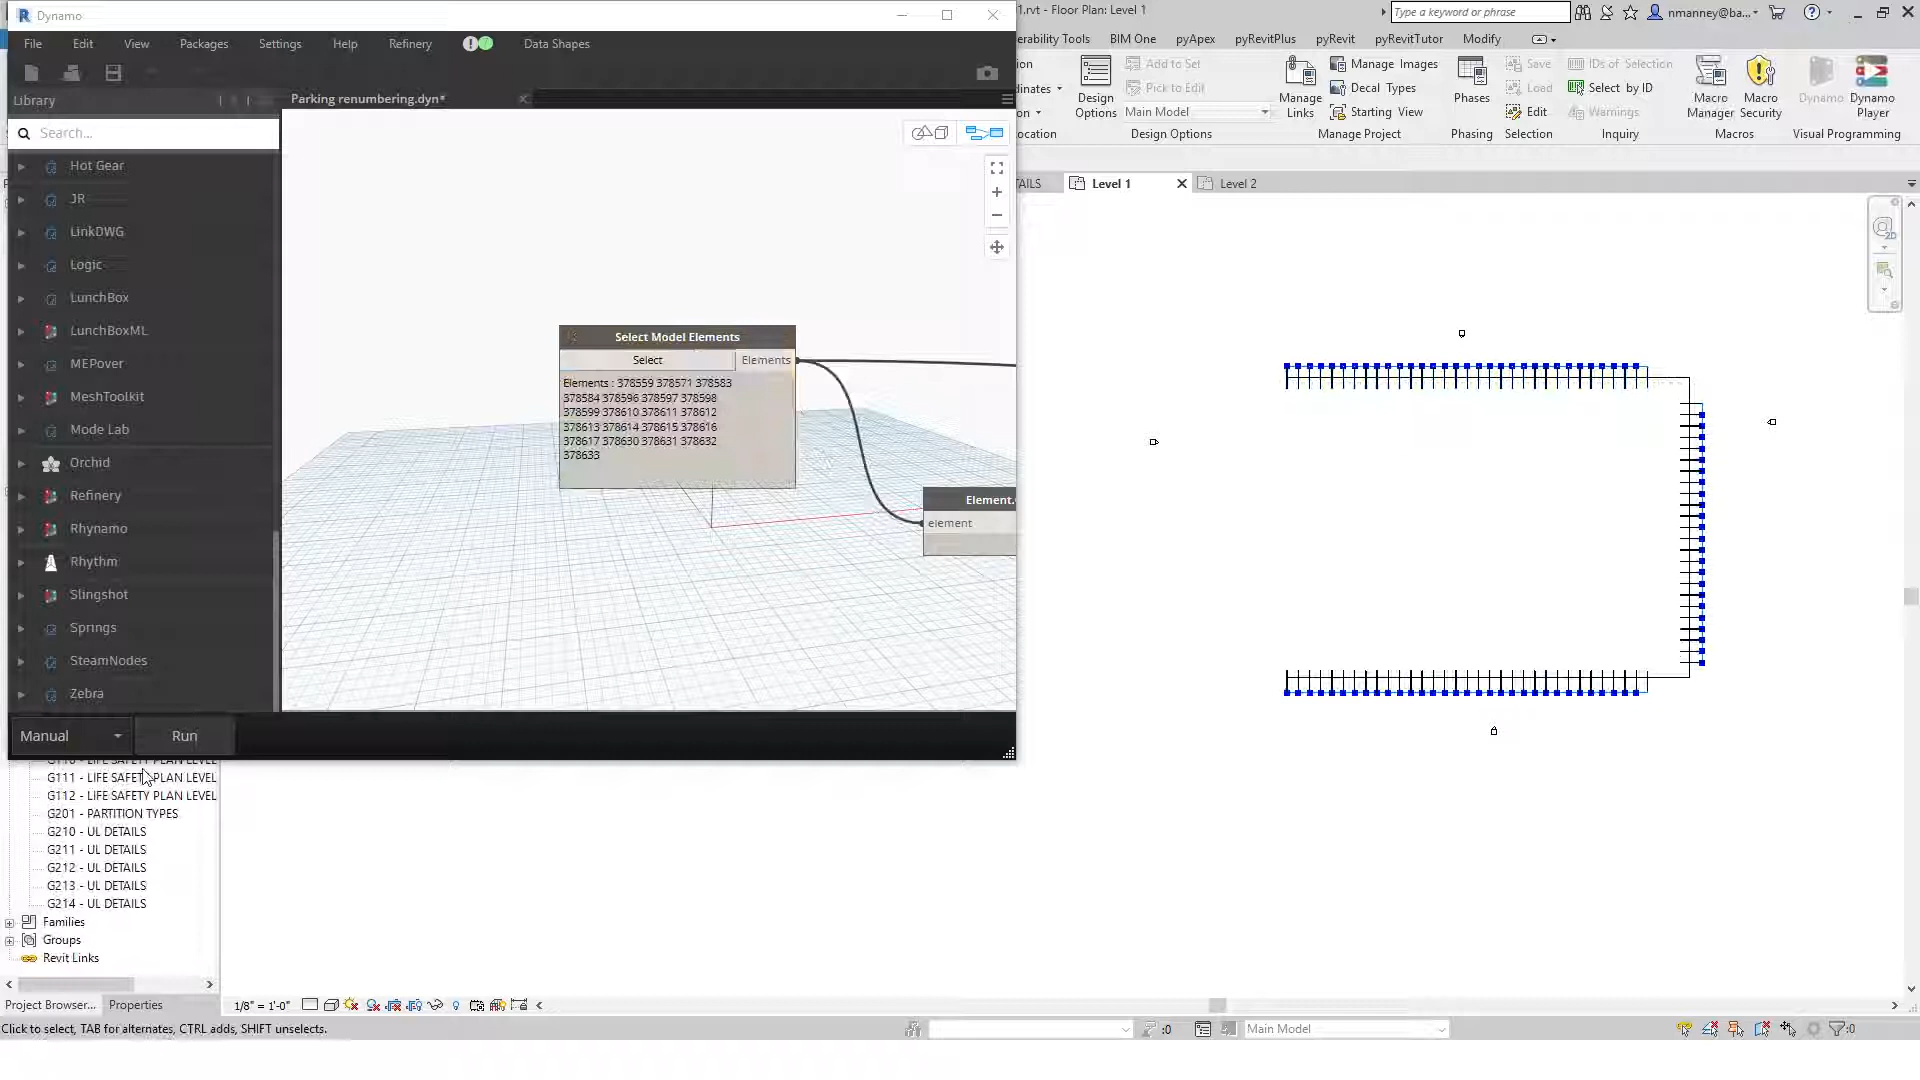 Dynamo
1.rvt - Floor Plan: Level 1
Type a keyword or phrase
nmanney@ba...
File Edit View Packages Settings Help Refinery Data Shapes
erability Tools BIM One pyApex pyRevitPlus pyRevit pyRevitTutor Modify
Add to Set
Manage Images
Save
IDs of Selection
Pick to Edit
Decal Types
Load
Select by ID
Main Model
Starting View
Edit
Warnings
Design Options
Manage Links
Phases
Macro Manager
Macro Security
Dynamo
Dynamo Player
ocation Design Options Manage Project Phasing Selection Inquiry Macros Visual Programming
Library
Parking renumbering.dyn*
Search...
TAILS
Level 1
Level 2
Hot Gear
JR
LinkDWG
Logic
LunchBox
LunchBoxML
MEPover
MeshToolkit
Mode Lab
Orchid
Refinery
Rhynamo
Rhythm
Slingshot
Springs
SteamNodes
Zebra
Select Model Elements
Select Elements
Elements : 378559 378571 378583
378584 378596 378597 378598
378599 378610 378611 378612
378613 378614 378615 378616
378617 378630 378631 378632
378633
Element.
element
2D
Manual Run
G110 - LIFE SAFETY PLAN LEVEL
G111 - LIFE SAFETY PLAN LEVEL
G112 - LIFE SAFETY PLAN LEVEL
G201 - PARTITION TYPES
G210 - UL DETAILS
G211 - UL DETAILS
G212 - UL DETAILS
G213 - UL DETAILS
G214 - UL DETAILS
Families
Groups
Revit Links
Project Browser... Properties
1/8" = 1'-0"
Click to select, TAB for alternates, CTRL adds, SHIFT unselects.
:0
Main Model
:0